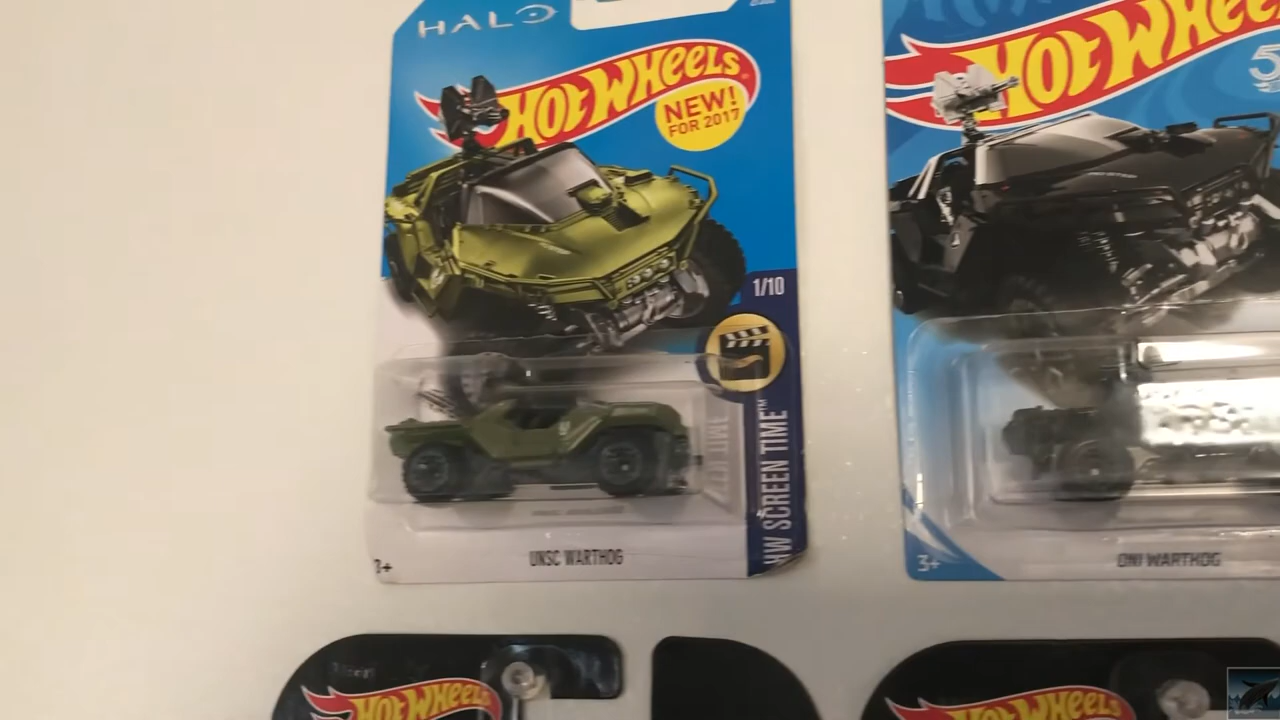 HALO
HOT WHEELS
NEW!
FOR 2017
1/10
HW SCREEN TIME™
UNSC WARTHOG
3+
HOT WHEELS
ONI WARTHOG
3+
HOT WHEELS
HOT WHEELS